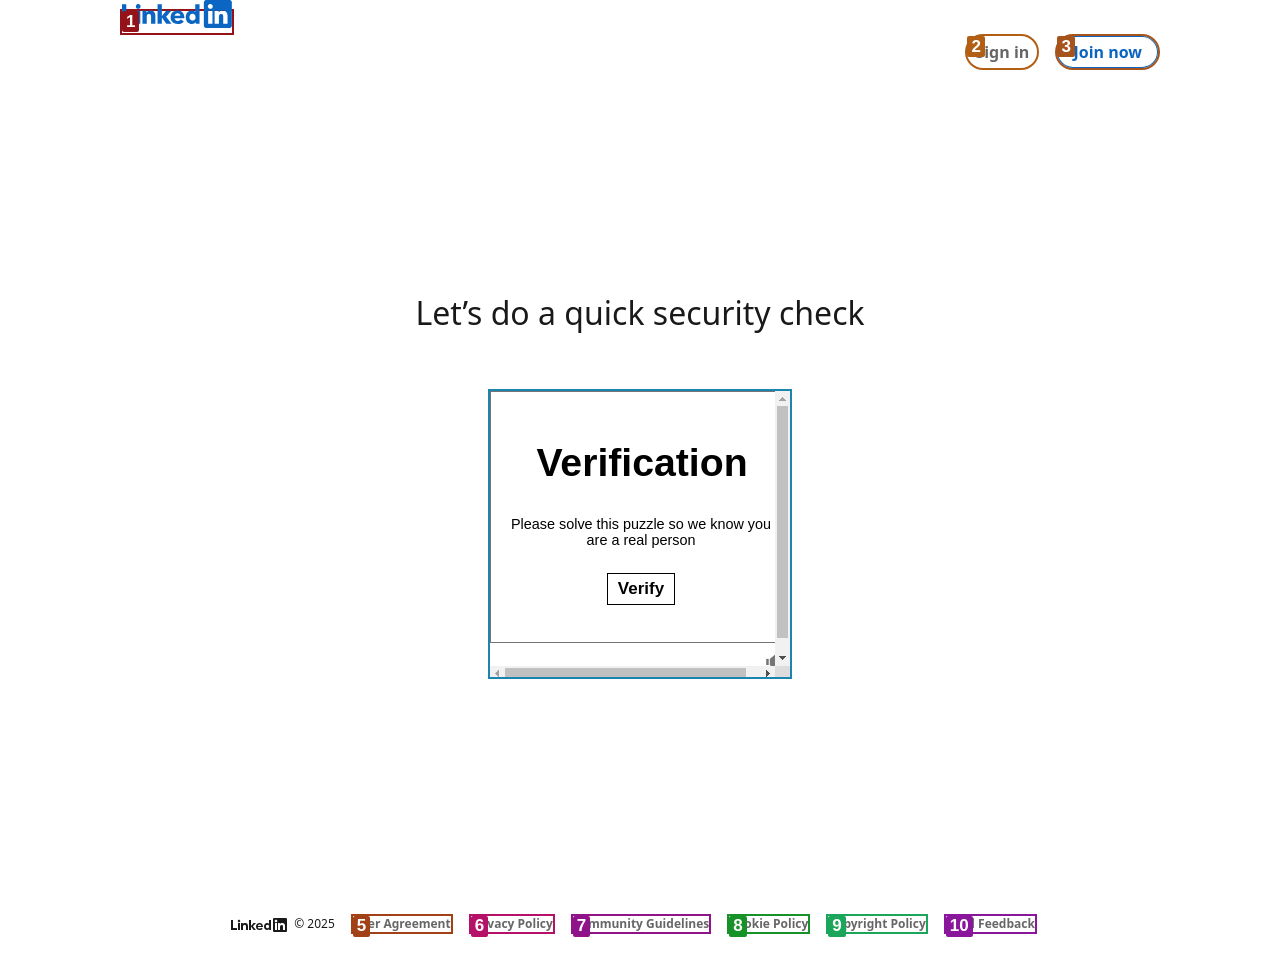 1 Linkedin
2 Sign in 3 Join now
Let's do a quick security check
Verification
Please solve this puzzle so we know you
are a real person
Verify
Linkedin © 2025 5 er Agreement 6 vacy Policy 7 mmunity Guidelines 8 okie Policy 9 pyright Policy 10 Feedback